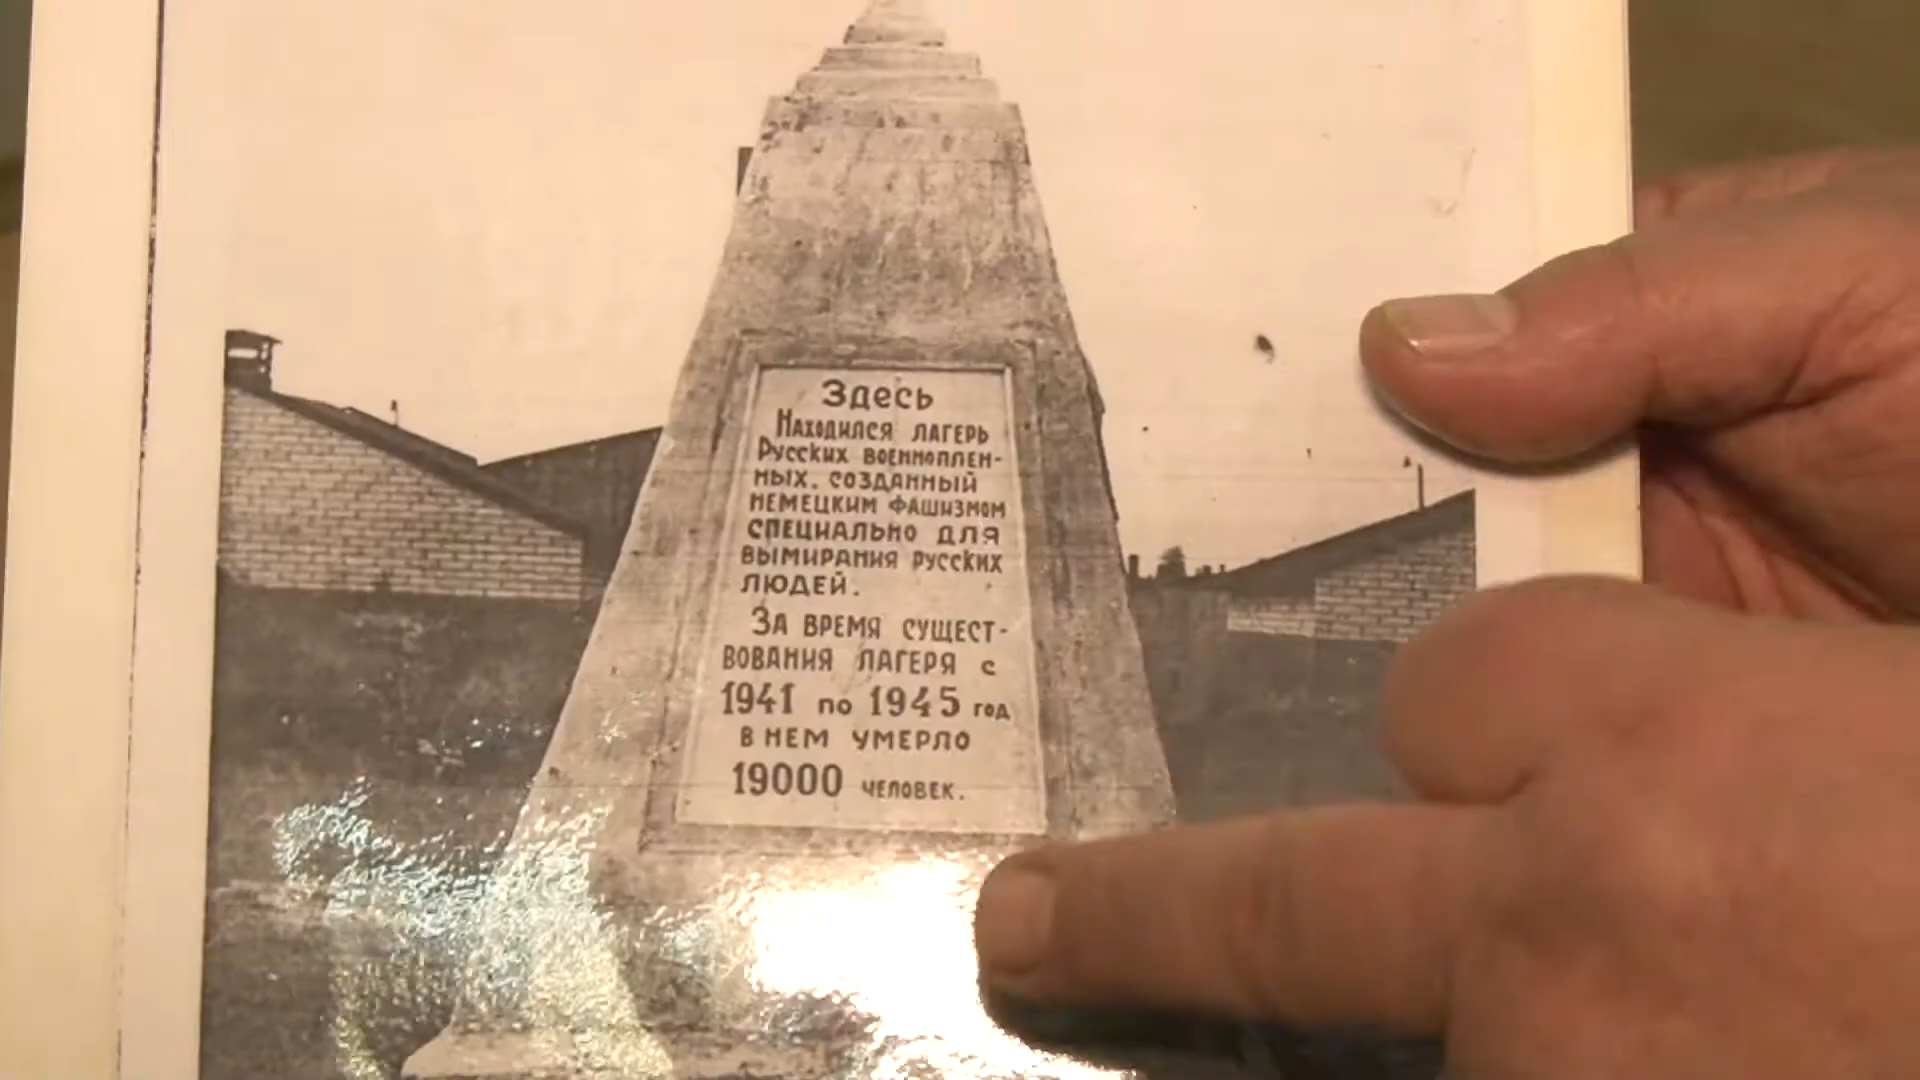 Здесь
Находился лагерь
Русских военноплен-
ных. созданный
немецким фашизмом
специально для
вымирания русских
людей.
За время сущест-
вования лагеря с
1941 по 1945 год
в нем умерло
19000 человек.